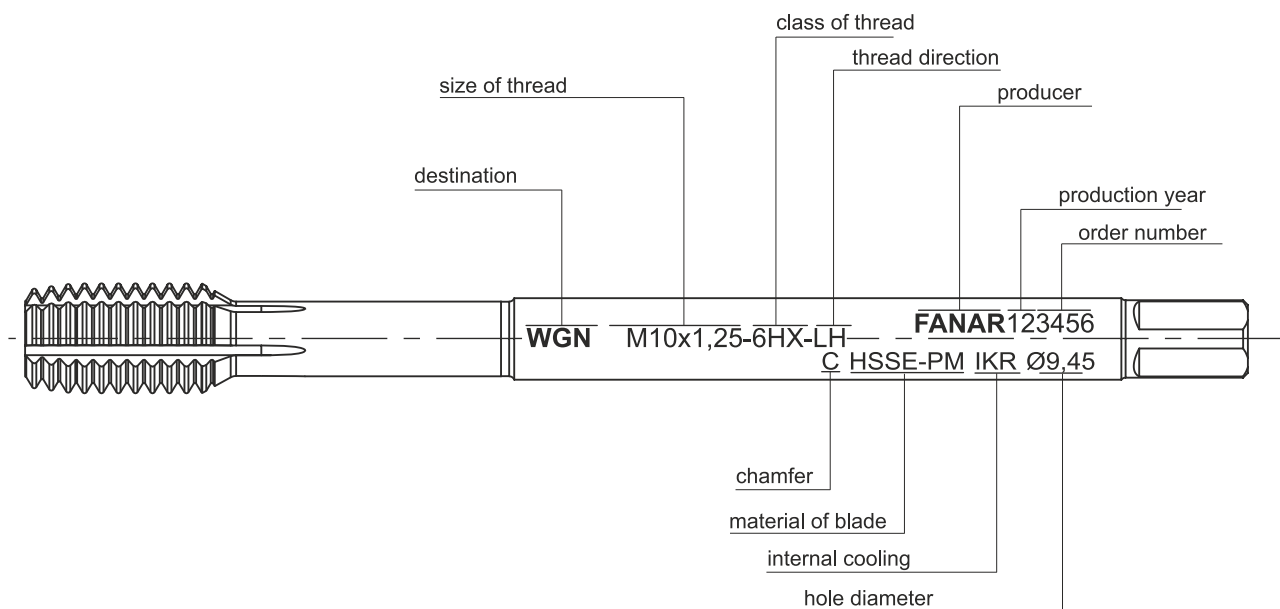 class of thread
thread direction
size of thread
producer
destination
production year
order number
WGN M10x1,25-6HX-LH FANAR123456
C HSSE-PM IKR Ø9,45
chamfer
material of blade
internal cooling
hole diameter